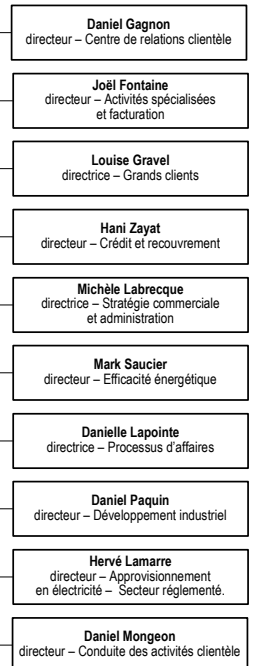 Daniel Gagnon
directeur – Centre de relations clientèle
Joël Fontaine
directeur – Activités spécialisées
et facturation
Louise Gravel
directrice – Grands clients
Hani Zayat
directeur – Crédit et recouvrement
Michèle Labrecque
directrice – Stratégie commerciale
et administration
Mark Saucier
directeur – Efficacité énergétique
Danielle Lapointe
directrice – Processus d'affaires
Daniel Paquin
directeur – Développement industriel
Hervé Lamarre
directeur – Approvisionnement
en électricité – Secteur réglementé.
Daniel Mongeon
directeur – Conduite des activités clientèle